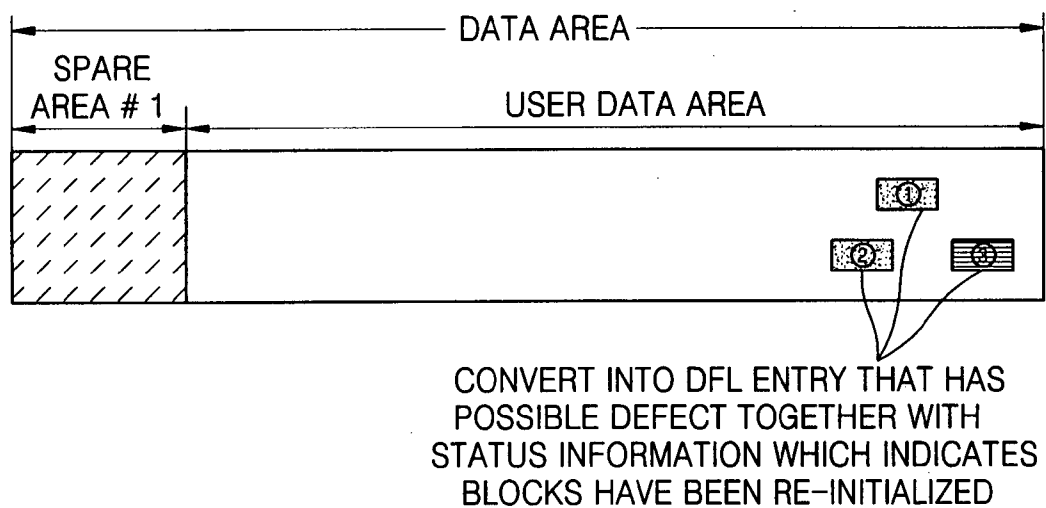 DATA AREA
SPARE
AREA # 1
USER DATA AREA
①
②
③
CONVERT INTO DFL ENTRY THAT HAS
POSSIBLE DEFECT TOGETHER WITH
STATUS INFORMATION WHICH INDICATES
BLOCKS HAVE BEEN RE-INITIALIZED